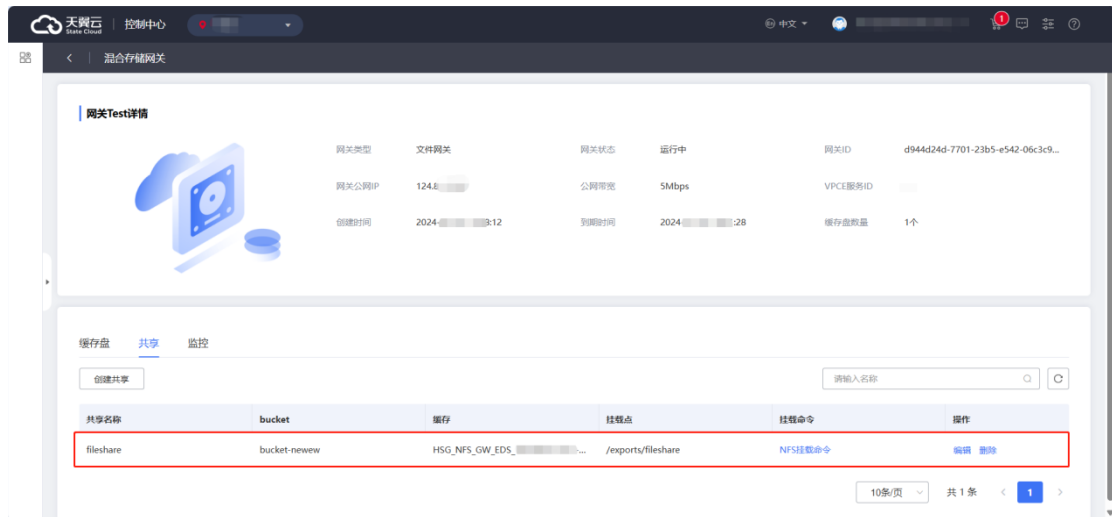 天翼云 State Cloud 控制中心 中文 1
混合存储网关
网关Test详情
网关类型 文件网关 网关状态 运行中 网关ID d944d24d-7701-23b5-e542-06c3c9...
网关公网IP 124.8 公网带宽 5Mbps VPCE服务ID
创建时间 2024- 8:12 到期时间 2024- :28 缓存盘数量 1个
缓存盘 共享 监控
创建共享 请输入名称
共享名称 bucket 缓存 挂载点 挂载命令 操作
fileshare bucket-newew HSG_NFS_GW_EDS_ -... /exports/fileshare NFS挂载命令 编辑 删除
10条/页 共 1 条 1